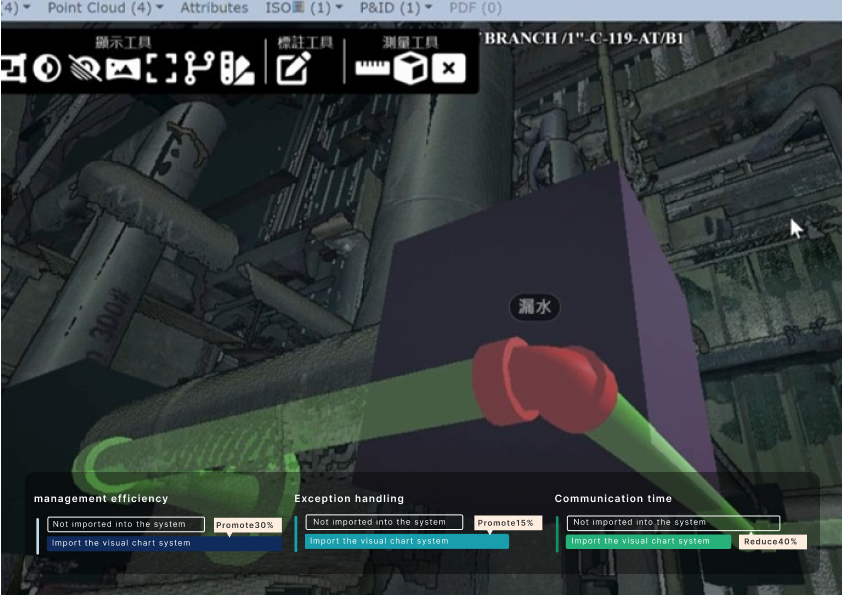 4) Point Cloud (4) Attributes ISO圖 (1) P&ID (1) PDF (0)
顯示工具 標註工具 測量工具
BRANCH /1"-C-119-AT/B1
300#
漏水
management efficiency Exception handling Communication time
Not imported into the system Promote30% Not imported into the system Promote15% Not imported into the system
Import the visual chart system Import the visual chart system Import the visual chart system Reduce40%